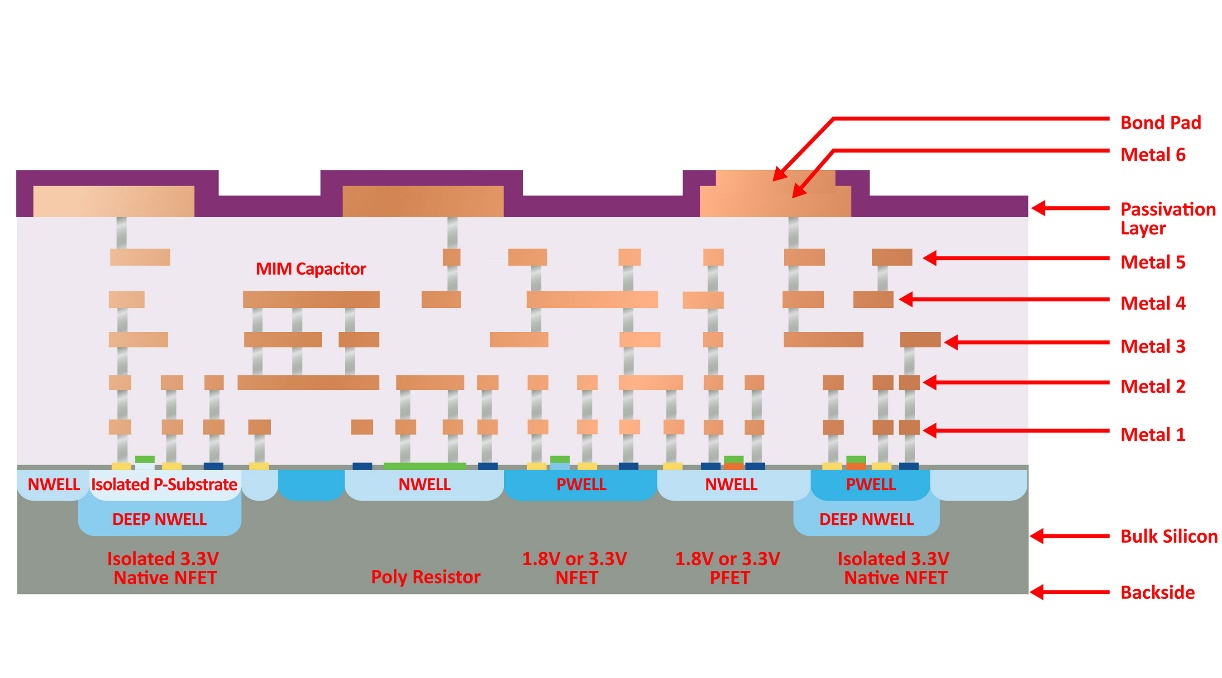 Bond Pad
Metal 6
Passivation
Layer
Metal 5
MIM Capacitor
Metal 4
Metal 3
Metal 2
Metal 1
NWELL
Isolated P-Substrate
NWELL
PWELL
NWELL
PWELL
DEEP NWELL
DEEP NWELL
Bulk Silicon
Isolated 3.3V
Native NFET
Poly Resistor
1.8V or 3.3V
NFET
1.8V or 3.3V
PFET
Isolated 3.3V
Native NFET
Backside